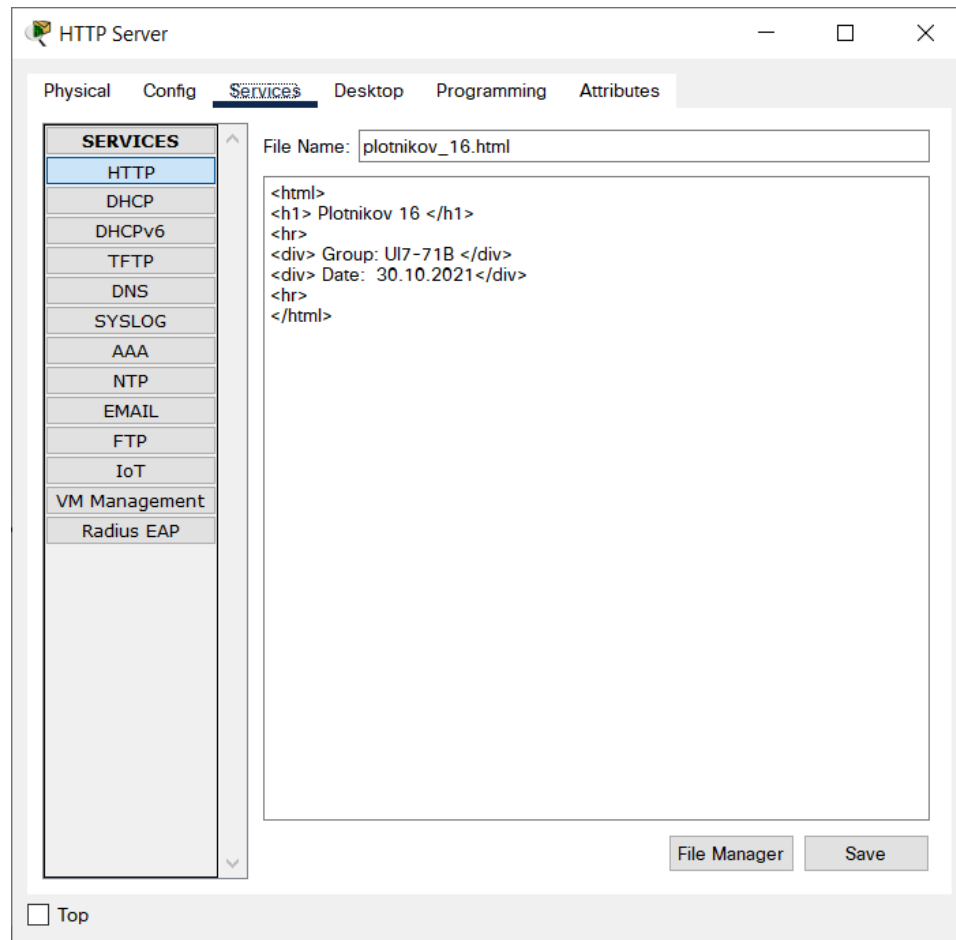 HTTP Server
Physical Config Services Desktop Programming Attributes
SERVICES
HTTP
DHCP
DHCPv6
TFTP
DNS
SYSLOG
AAA
NTP
EMAIL
FTP
IoT
VM Management
Radius EAP
File Name: plotnikov_16.html
<html>
<h1> Plotnikov 16 </h1>
<hr>
<div> Group: UI7-71B </div>
<div> Date:  30.10.2021</div>
<hr>
</html>
File Manager Save
Top